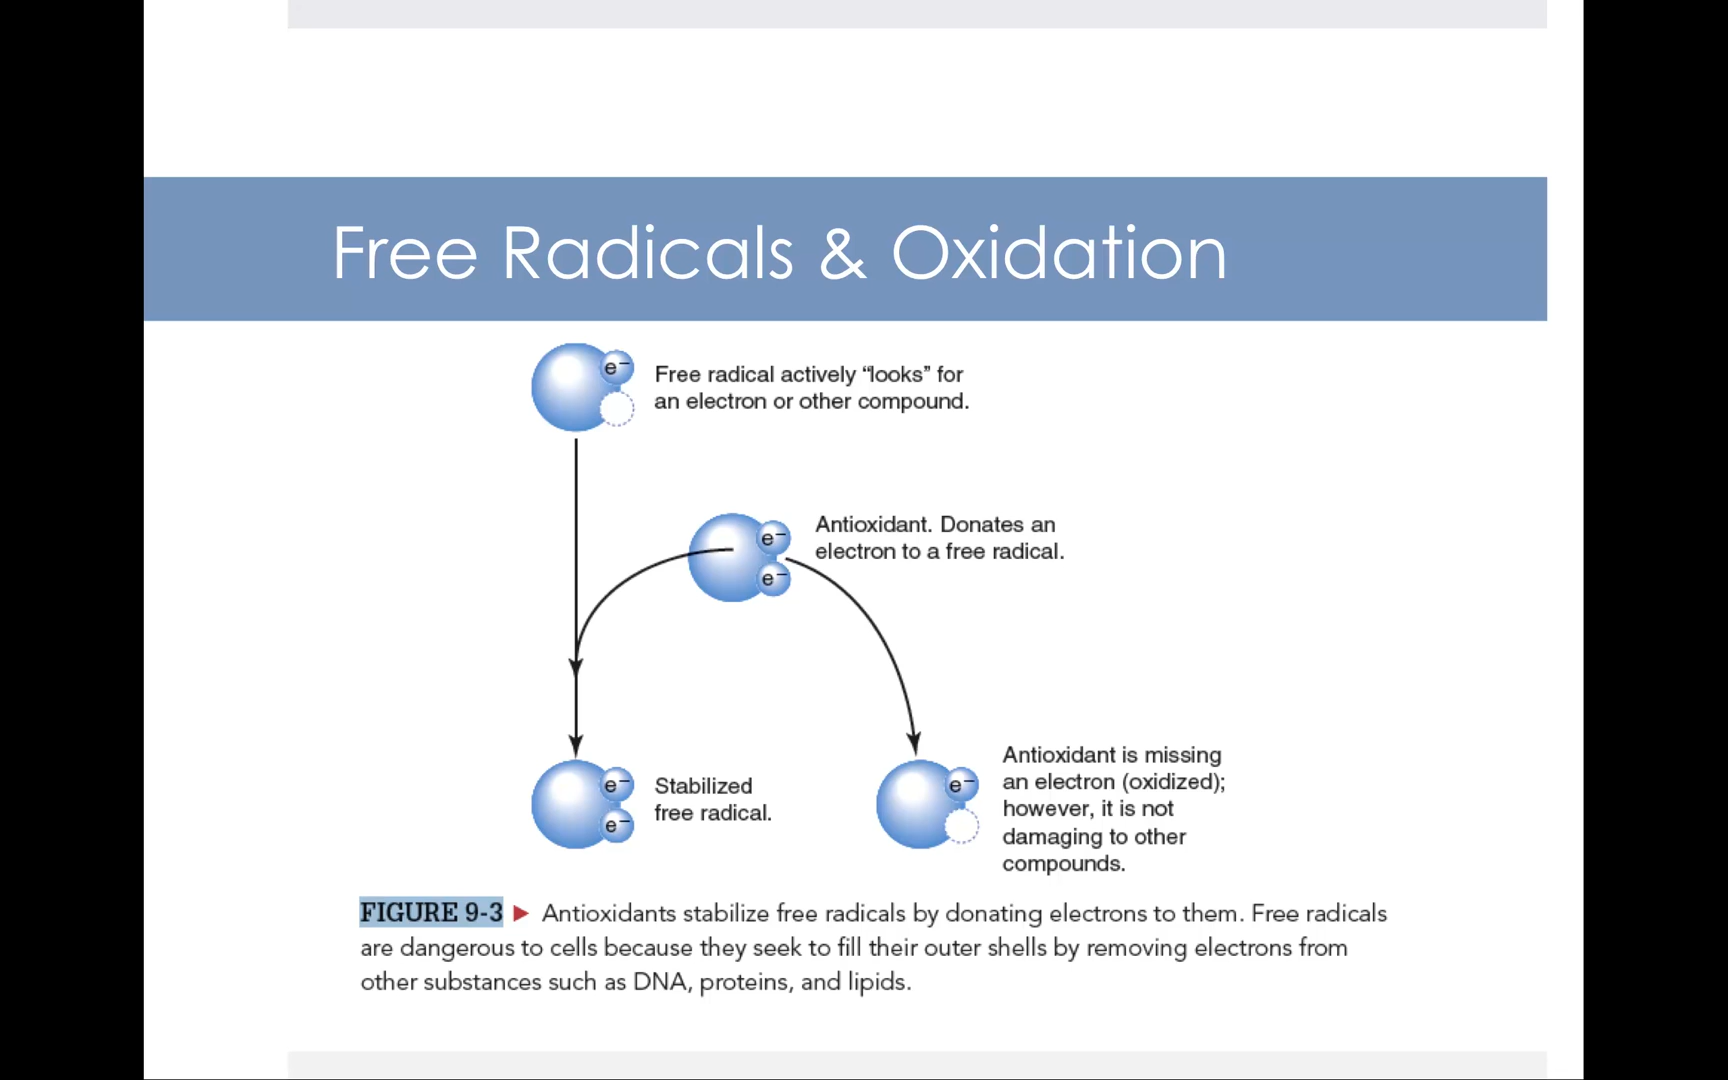 Free Radicals & Oxidation
e⁻
Free radical actively “looks” for
an electron or other compound.
e⁻
e⁻
Antioxidant. Donates an
electron to a free radical.
e⁻
e⁻
Stabilized
free radical.
e⁻
Antioxidant is missing
an electron (oxidized);
however, it is not
damaging to other
compounds.
FIGURE 9-3 ▶ Antioxidants stabilize free radicals by donating electrons to them. Free radicals
are dangerous to cells because they seek to fill their outer shells by removing electrons from
other substances such as DNA, proteins, and lipids.